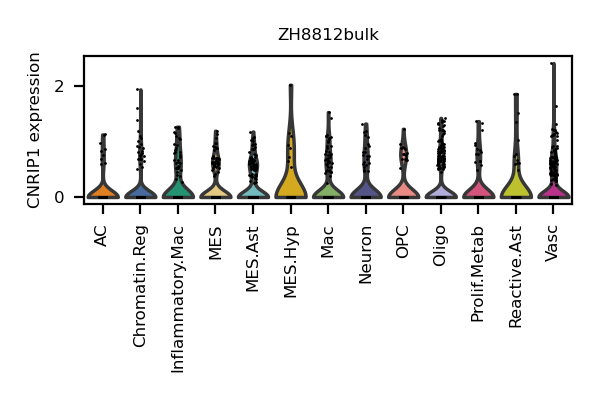 ZH8812bulk
CNRIP1 expression
2
0
AC
Chromatin.Reg
Inflammatory.Mac
MES
MES.Ast
MES.Hyp
Mac
Neuron
OPC
Oligo
Prolif.Metab
Reactive.Ast
Vasc